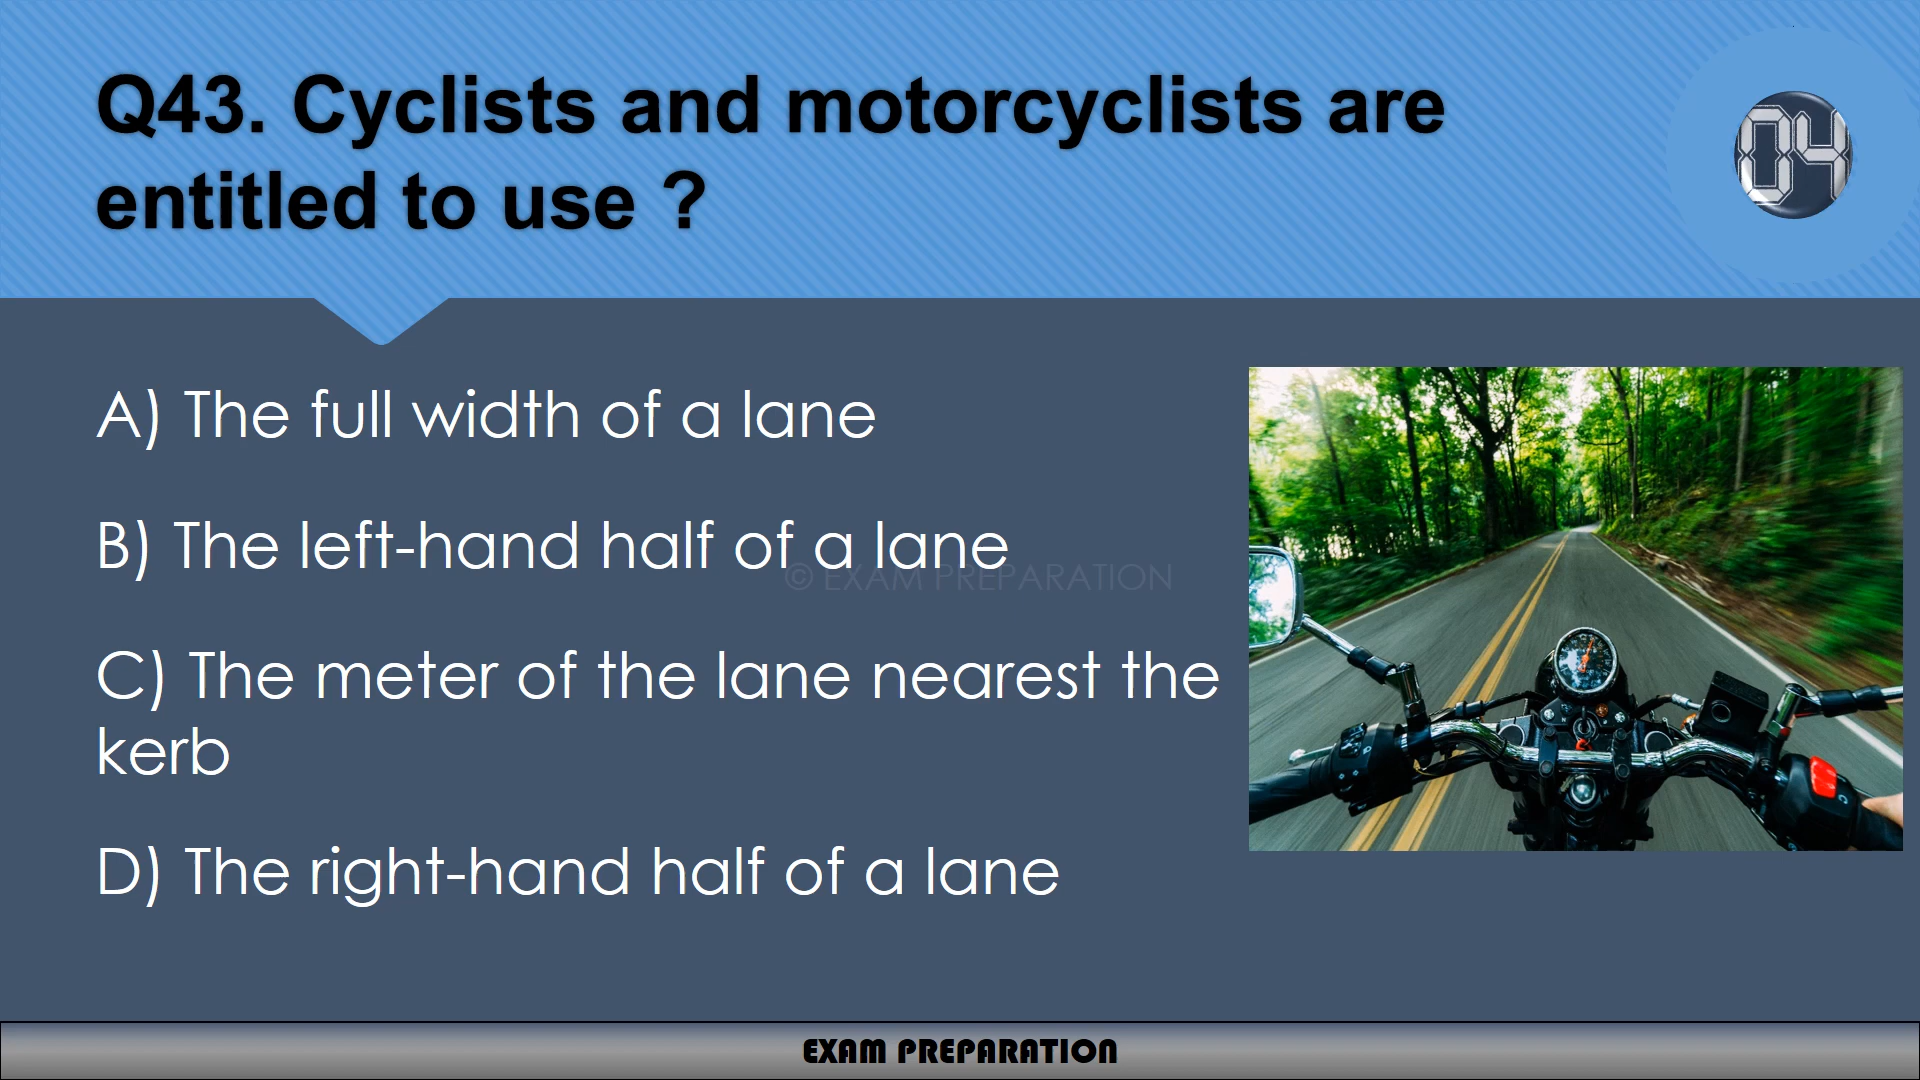 Q43. Cyclists and motorcyclists are
entitled to use ?
04
A) The full width of a lane
B) The left-hand half of a lane
© EXAM PREPARATION
C) The meter of the lane nearest the
kerb
D) The right-hand half of a lane
EXAM PREPARATION